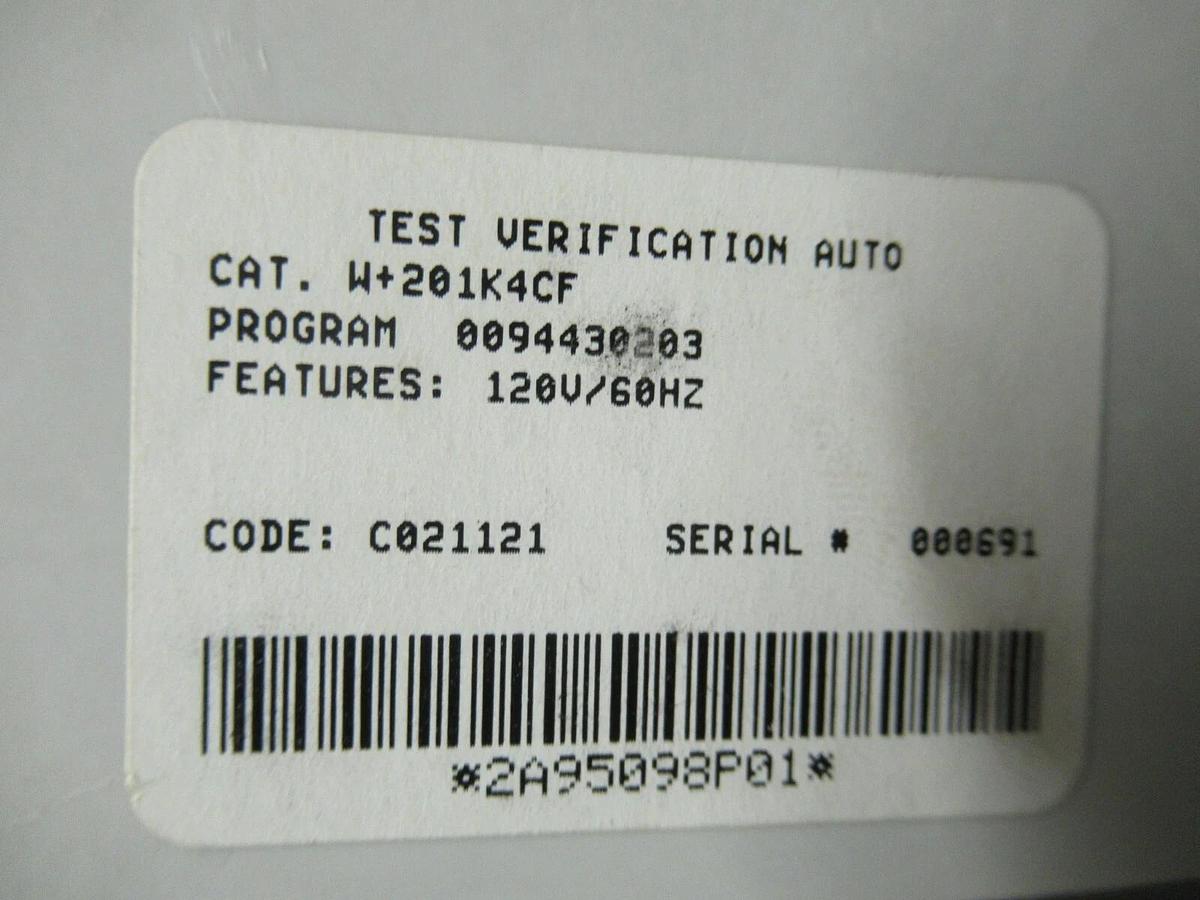 TEST VERIFICATION AUTO
CAT. W+201K4CF
PROGRAM 0094430203
FEATURES: 120V/60HZ
CODE: C021121 SERIAL # 000691
*2A95098P01*